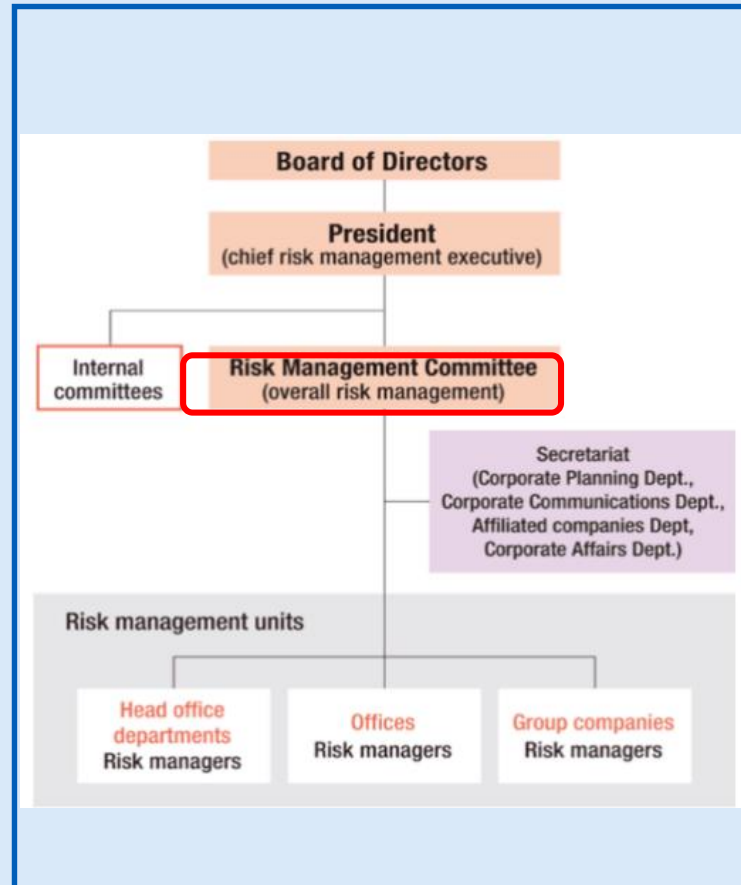 Board of Directors
President
(chief risk management executive)
Internal
committees
Risk Management Committee
(overall risk management)
Secretariat
(Corporate Planning Dept.,
Corporate Communications Dept.,
Affiliated companies Dept,
Corporate Affairs Dept.)
Risk management units
Head office
departments
Risk managers
Offices
Risk managers
Group companies
Risk managers